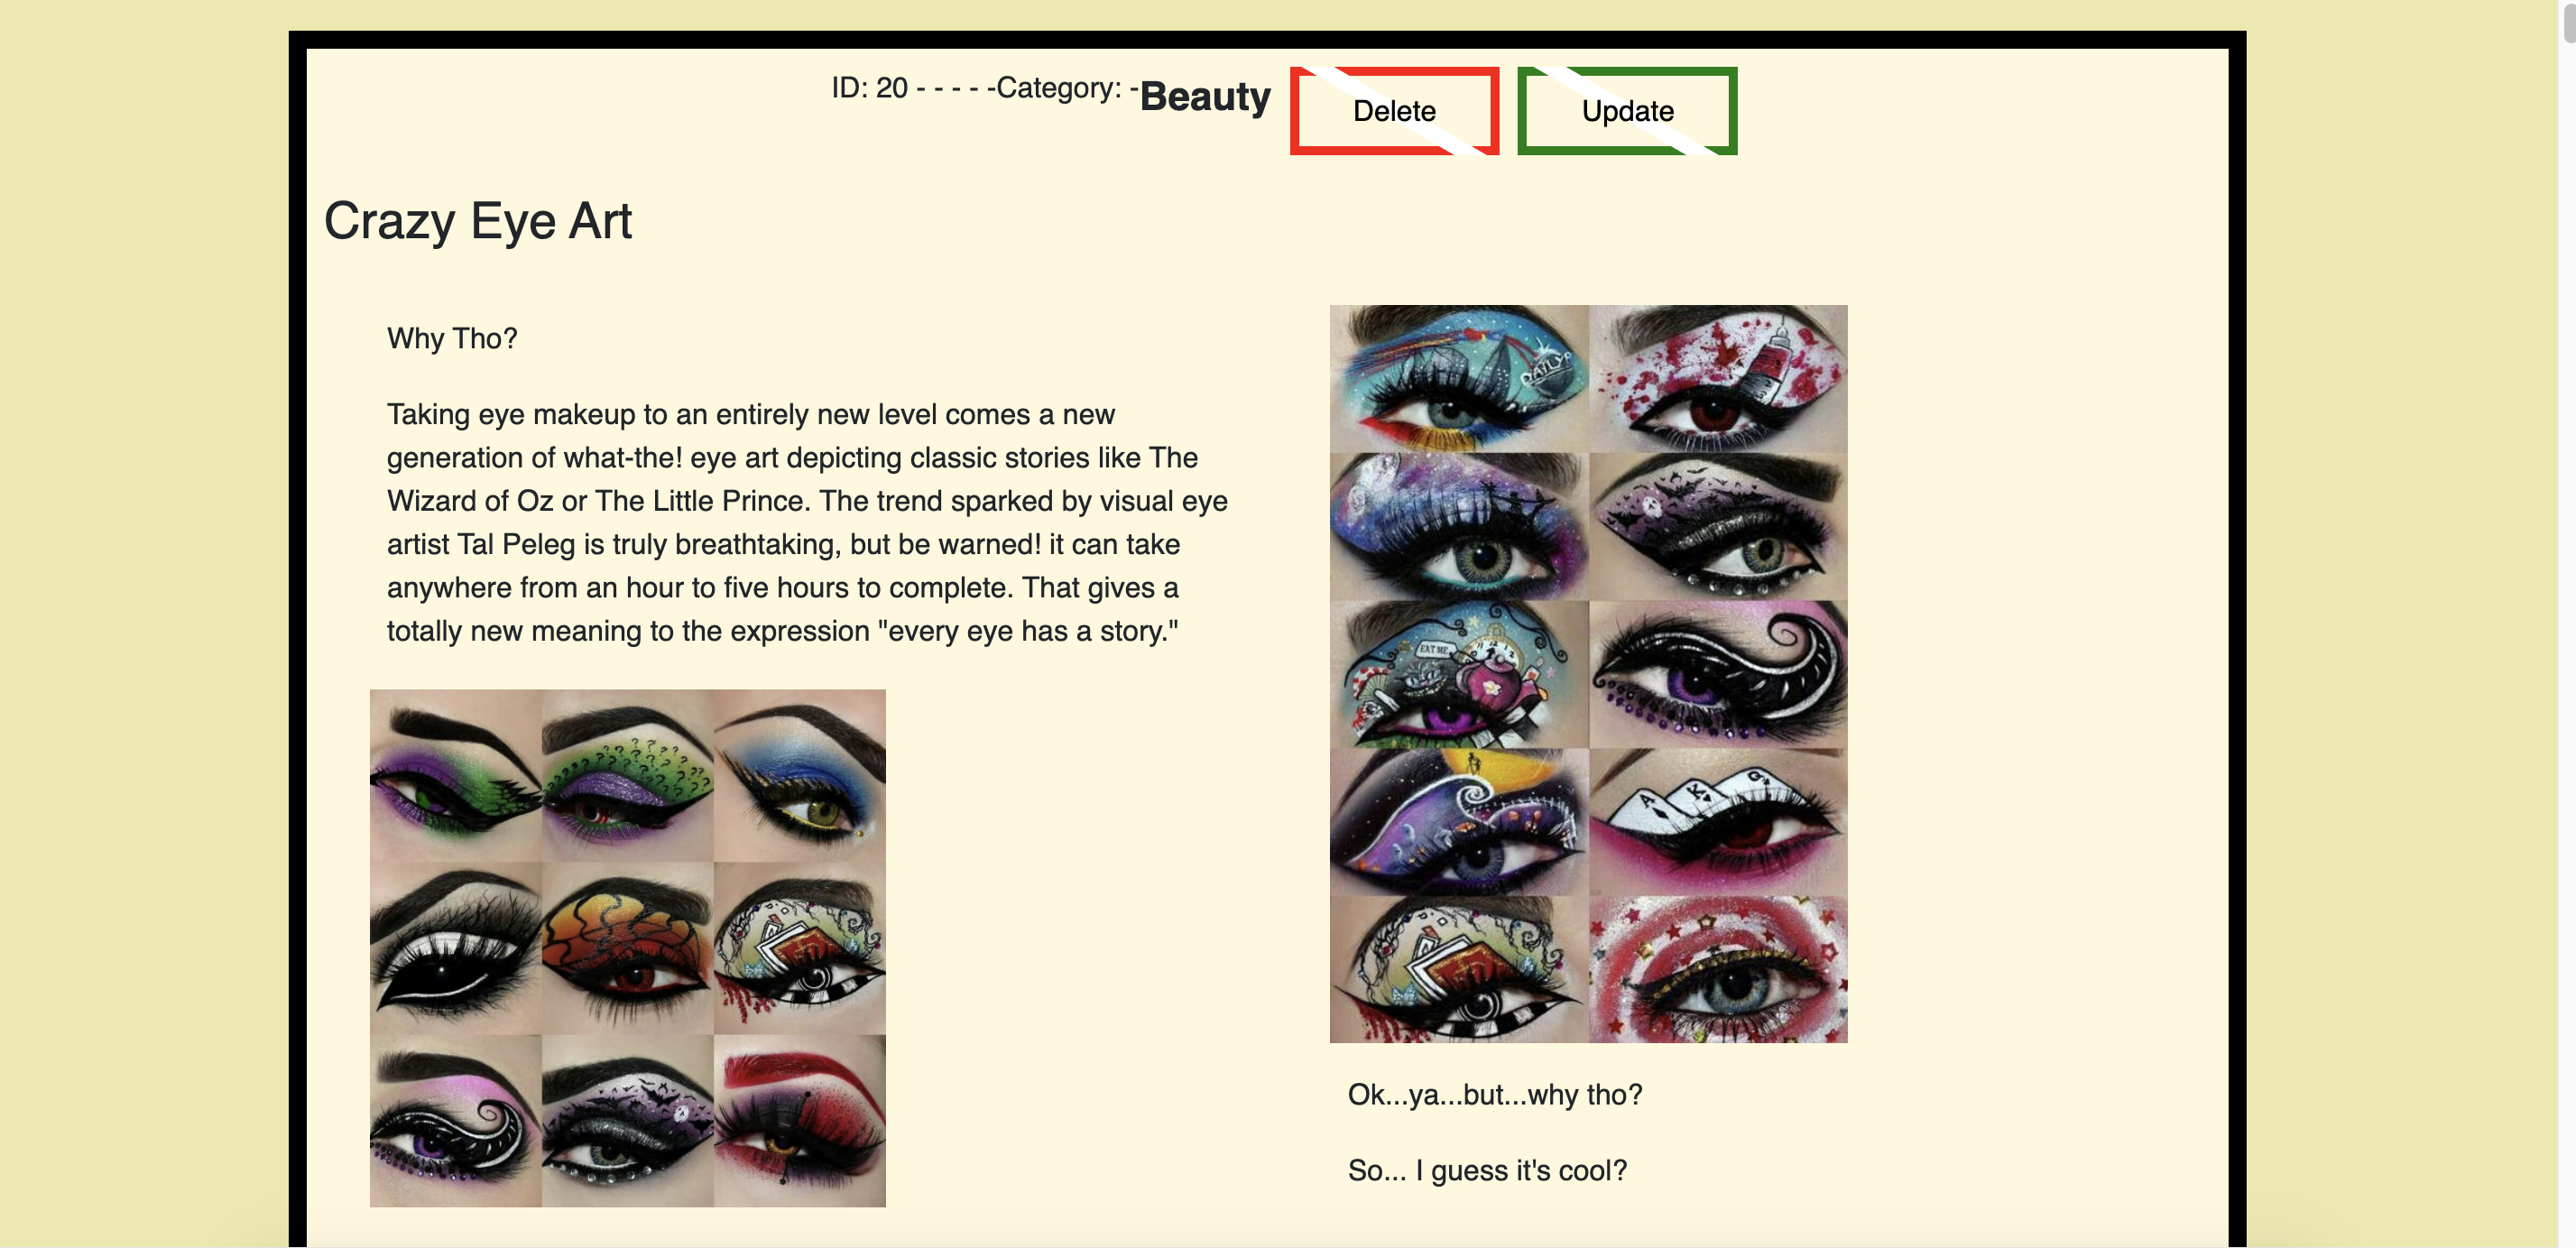 ID: 20 - - - - -Category: -Beauty
Delete
Update
Crazy Eye Art
Why Tho?
Taking eye makeup to an entirely new level comes a new
generation of what-the! eye art depicting classic stories like The
Wizard of Oz or The Little Prince. The trend sparked by visual eye
artist Tal Peleg is truly breathtaking, but be warned! it can take
anywhere from an hour to five hours to complete. That gives a
totally new meaning to the expression "every eye has a story."
DAILY
EAT ME
A
K
Ok...ya...but...why tho?
So... I guess it's cool?